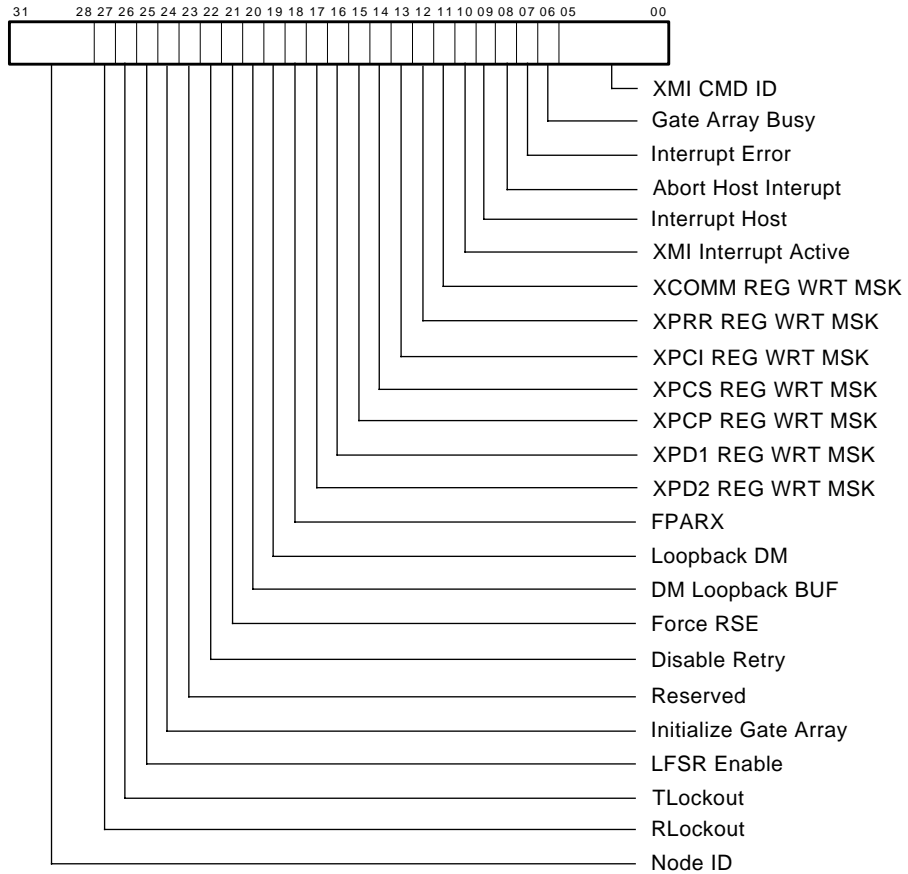 31 28 27 26 25 24 23 22 21 20 19 18 17 16 15 14 13 12 11 10 09 08 07 06 05 00
XMI CMD ID
Gate Array Busy
Interrupt Error
Abort Host Interupt
Interrupt Host
XMI Interrupt Active
XCOMM REG WRT MSK
XPRR REG WRT MSK
XPCI REG WRT MSK
XPCS REG WRT MSK
XPCP REG WRT MSK
XPD1 REG WRT MSK
XPD2 REG WRT MSK
FPARX
Loopback DM
DM Loopback BUF
Force RSE
Disable Retry
Reserved
Initialize Gate Array
LFSR Enable
TLockout
RLockout
Node ID